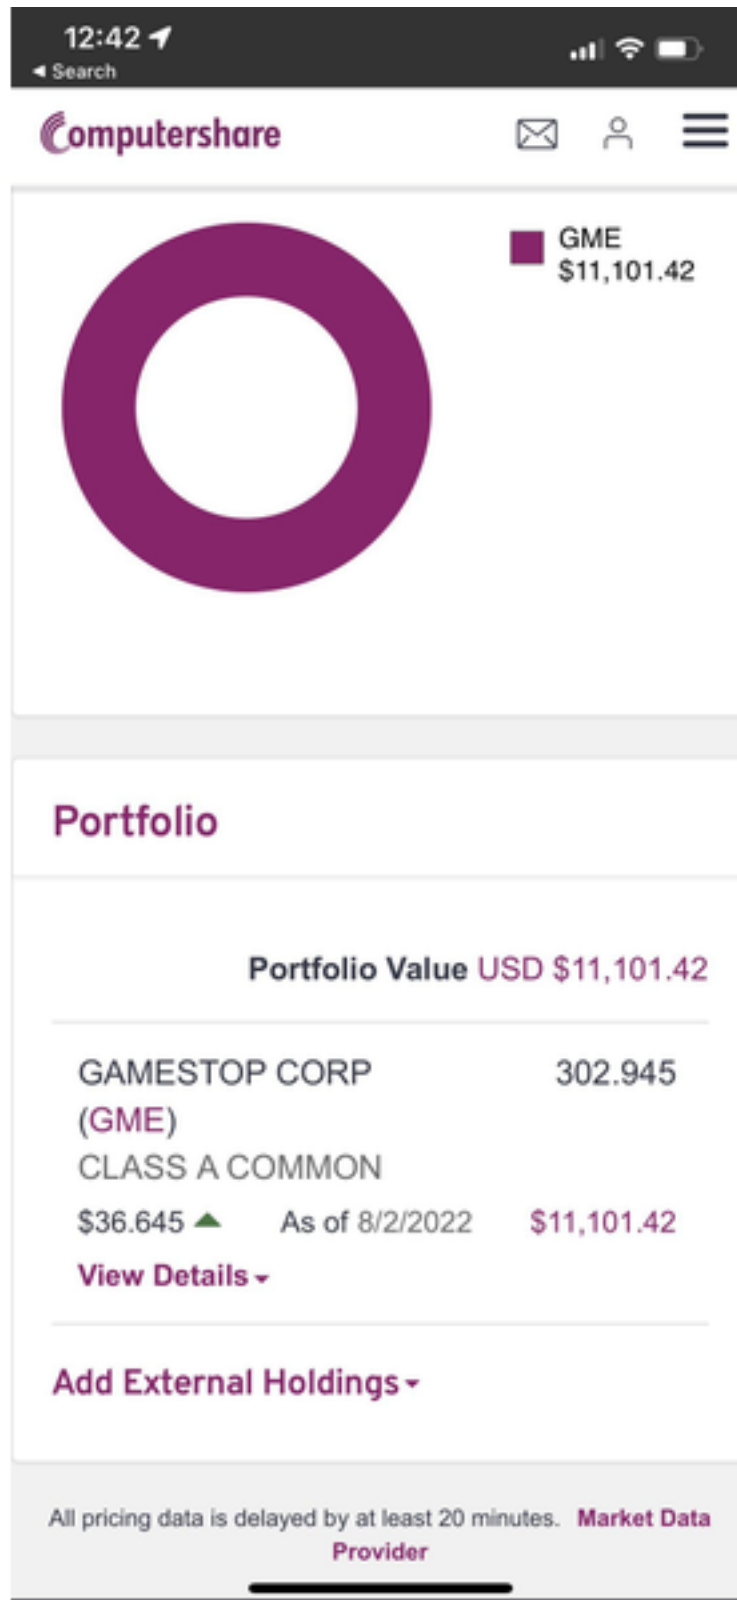 12:42
Search
Computershare
GME
$11,101.42
Portfolio
Portfolio Value USD $11,101.42
GAMESTOP CORP 302.945
(GME)
CLASS A COMMON
$36.645 As of 8/2/2022 $11,101.42
View Details
Add External Holdings
All pricing data is delayed by at least 20 minutes. Market Data
Provider